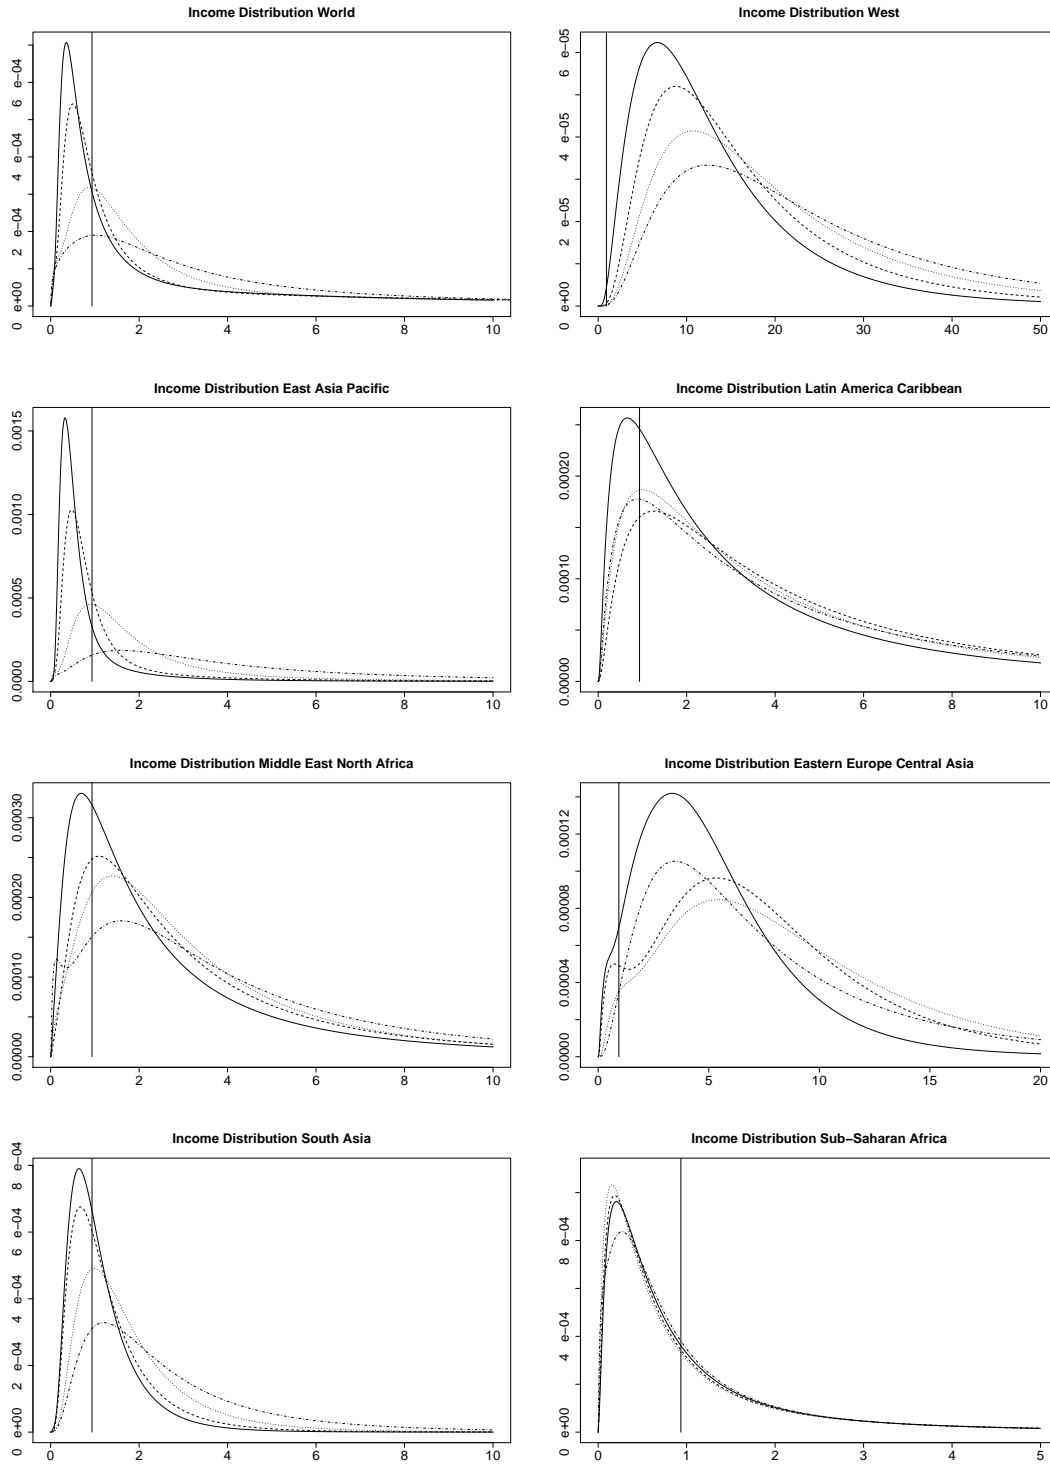 Income Distribution World
0 e+00 2 e−04 4 e−04 6 e−04
0 2 4 6 8 10
Income Distribution West
0 e+00 2 e−05 4 e−05 6 e−05
0 10 20 30 40 50
Income Distribution East Asia Pacific
0.0000 0.0005 0.0010 0.0015
0 2 4 6 8 10
Income Distribution Latin America Caribbean
0.00000 0.00010 0.00020
0 2 4 6 8 10
Income Distribution Middle East North Africa
0.00000 0.00010 0.00020 0.00030
0 2 4 6 8 10
Income Distribution Eastern Europe Central Asia
0.00000 0.00004 0.00008 0.00012
0 5 10 15 20
Income Distribution South Asia
0 e+00 2 e−04 4 e−04 6 e−04 8 e−04
0 2 4 6 8 10
Income Distribution Sub−Saharan Africa
0 e+00 4 e−04 8 e−04
0 1 2 3 4 5